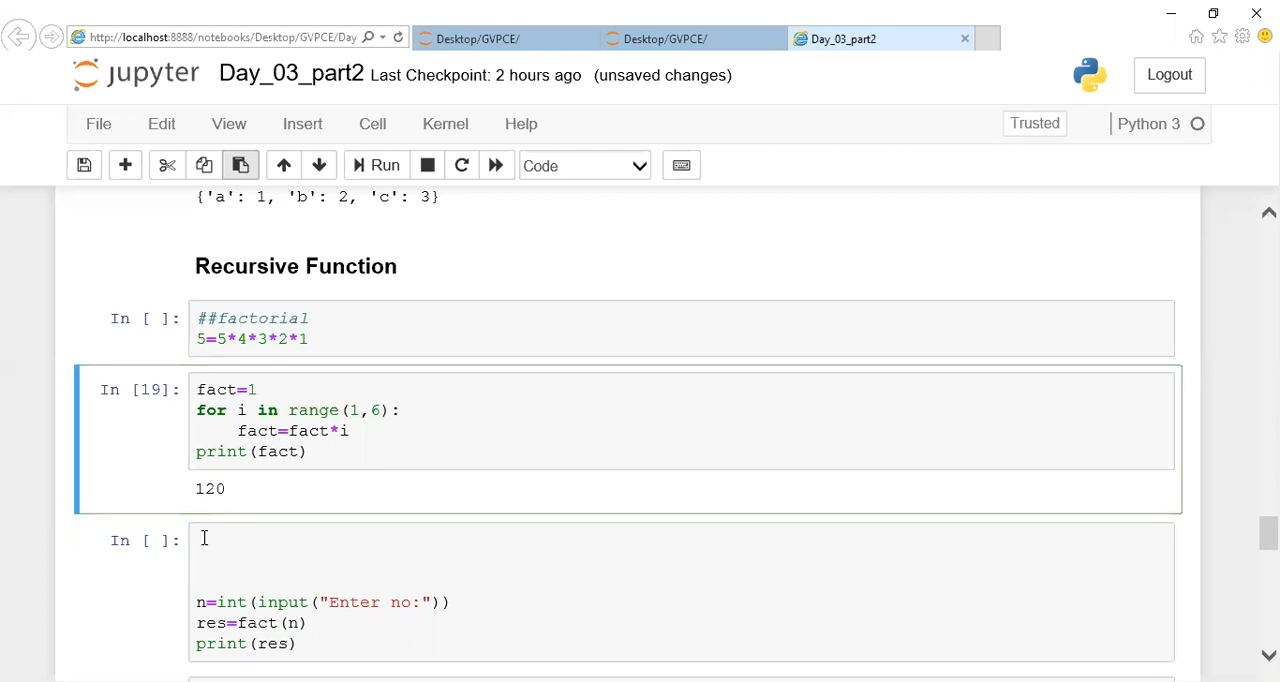 http://localhost:8888/notebooks/Desktop/GVPCE/Day
Desktop/GVPCE/
Desktop/GVPCE/
Day_03_part2
jupyter Day_03_part2 Last Checkpoint: 2 hours ago (unsaved changes)
Logout
File Edit View Insert Cell Kernel Help
Trusted
Python 3
Run
Code
{'a': 1, 'b': 2, 'c': 3}
Recursive Function
In [ ]:
##factorial
5=5*4*3*2*1
In [19]:
fact=1
for i in range(1,6):
    fact=fact*i
print(fact)
120
In [ ]:
n=int(input("Enter no:"))
res=fact(n)
print(res)